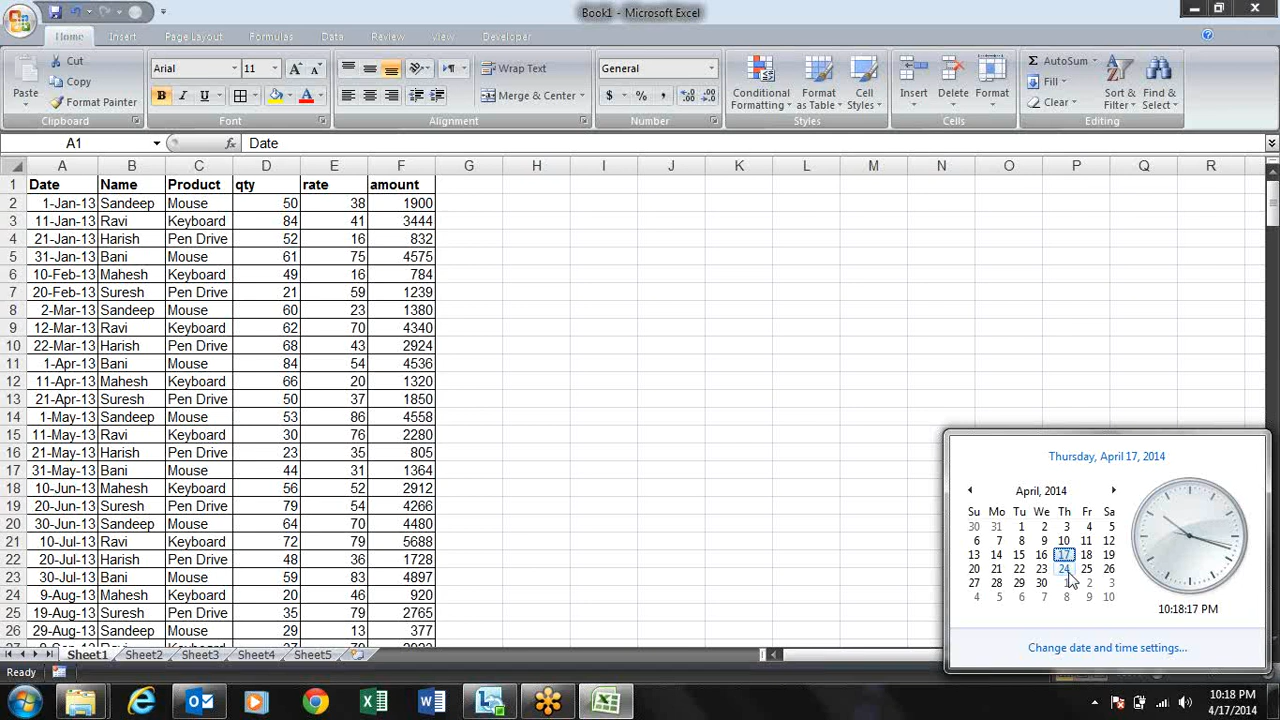 Book1 - Microsoft Excel
Home Insert Page Layout Formulas Data Review View Developer
Paste
Cut
Copy
Format Painter
Clipboard
Arial 11
B I U
Font
Wrap Text
Merge & Center
Alignment
General
$ % ,
Number
Conditional Formatting
Format as Table
Cell Styles
Styles
Insert Delete Format
Cells
AutoSum
Fill
Clear
Sort & Filter
Find & Select
Editing
A1 fx Date
A B C D E F G H I J K L M N O P Q R
1 Date Name Product qty rate amount
2 1-Jan-13 Sandeep Mouse 50 38 1900
3 11-Jan-13 Ravi Keyboard 84 41 3444
4 21-Jan-13 Harish Pen Drive 52 16 832
5 31-Jan-13 Bani Mouse 61 75 4575
6 10-Feb-13 Mahesh Keyboard 49 16 784
7 20-Feb-13 Suresh Pen Drive 21 59 1239
8 2-Mar-13 Sandeep Mouse 60 23 1380
9 12-Mar-13 Ravi Keyboard 62 70 4340
10 22-Mar-13 Harish Pen Drive 68 43 2924
11 1-Apr-13 Bani Mouse 84 54 4536
12 11-Apr-13 Mahesh Keyboard 66 20 1320
13 21-Apr-13 Suresh Pen Drive 50 37 1850
14 1-May-13 Sandeep Mouse 53 86 4558
15 11-May-13 Ravi Keyboard 30 76 2280
16 21-May-13 Harish Pen Drive 23 35 805
17 31-May-13 Bani Mouse 44 31 1364
18 10-Jun-13 Mahesh Keyboard 56 52 2912
19 20-Jun-13 Suresh Pen Drive 79 54 4266
20 30-Jun-13 Sandeep Mouse 64 70 4480
21 10-Jul-13 Ravi Keyboard 72 79 5688
22 20-Jul-13 Harish Pen Drive 48 36 1728
23 30-Jul-13 Bani Mouse 59 83 4897
24 9-Aug-13 Mahesh Keyboard 20 46 920
25 19-Aug-13 Suresh Pen Drive 35 79 2765
26 29-Aug-13 Sandeep Mouse 29 13 377
Thursday, April 17, 2014
April, 2014
Su Mo Tu We Th Fr Sa
30 31 1 2 3 4 5
6 7 8 9 10 11 12
13 14 15 16 17 18 19
20 21 22 23 24 25 26
27 28 29 30 1 2 3
4 5 6 7 8 9 10
10:18:17 PM
Change date and time settings...
Sheet1 Sheet2 Sheet3 Sheet4 Sheet5
Ready
10:18 PM
4/17/2014